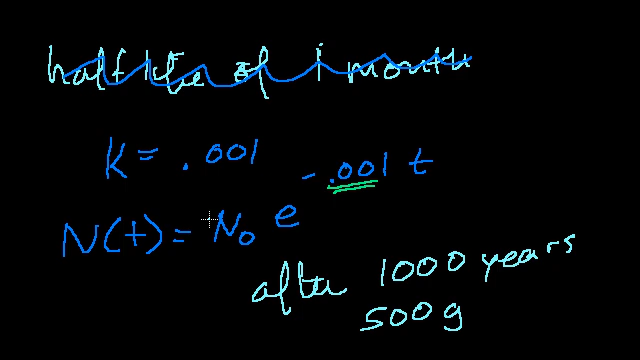 half life of 1 month
K = .001
N(t) = N₀ e^{-.001 t}
after 1000 years
500 g